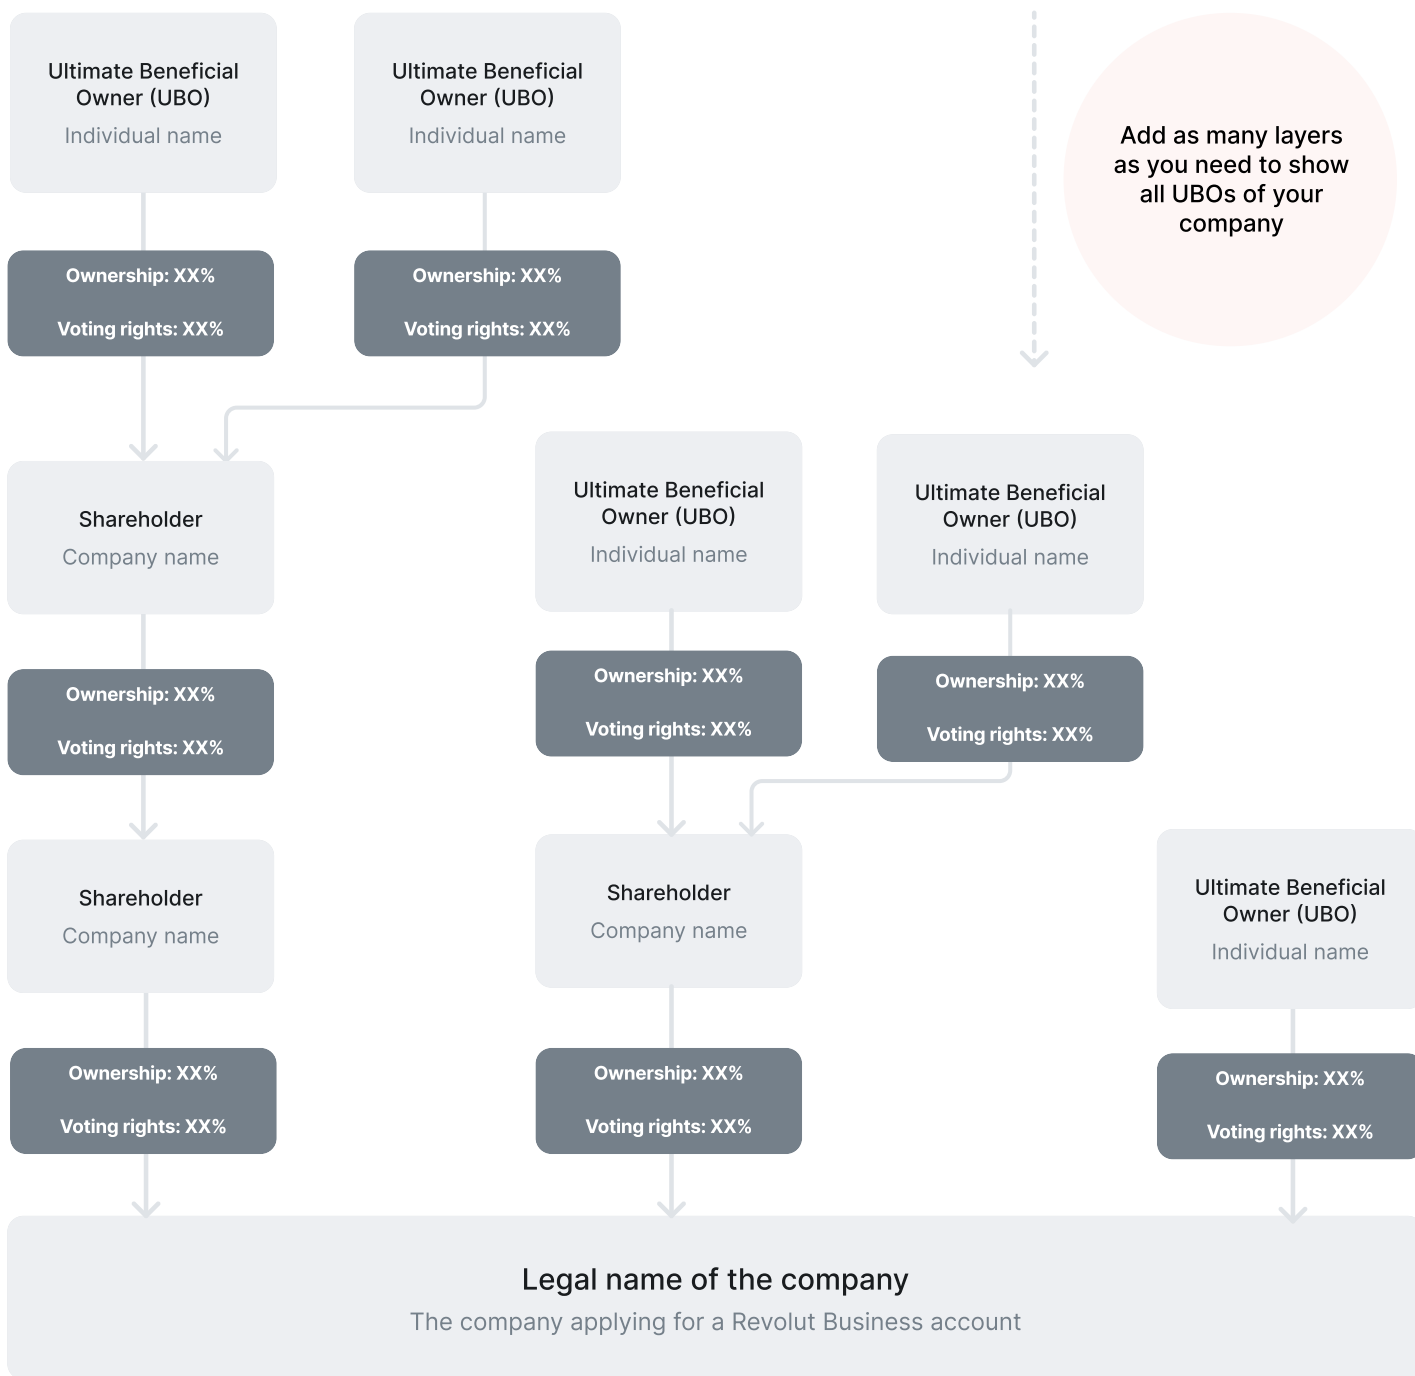 Ultimate Beneficial
Owner (UBO)
Individual name
Ultimate Beneficial
Owner (UBO)
Individual name
Add as many layers
as you need to show
all UBOs of your
company
Ownership: XX%
Voting rights: XX%
Ownership: XX%
Voting rights: XX%
Shareholder
Company name
Ultimate Beneficial
Owner (UBO)
Individual name
Ultimate Beneficial
Owner (UBO)
Individual name
Ownership: XX%
Voting rights: XX%
Ownership: XX%
Voting rights: XX%
Ownership: XX%
Voting rights: XX%
Shareholder
Company name
Shareholder
Company name
Ultimate Beneficial
Owner (UBO)
Individual name
Ownership: XX%
Voting rights: XX%
Ownership: XX%
Voting rights: XX%
Ownership: XX%
Voting rights: XX%
Legal name of the company
The company applying for a Revolut Business account